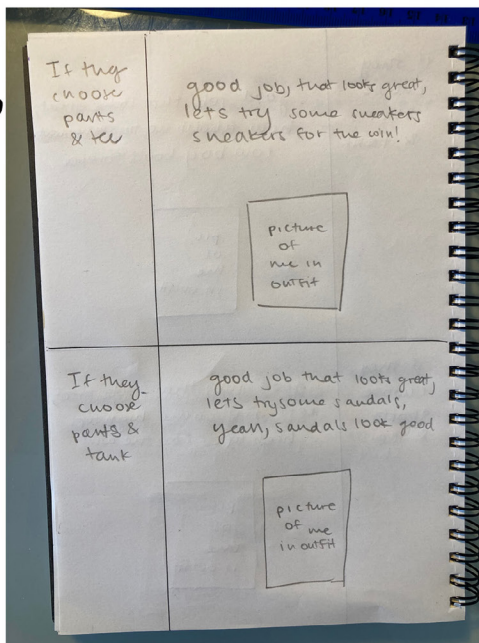 If they
choose
pants
& tee
good job, that looks great,
lets try some sneakers
sneakers for the win!
picture
of
me in
outfit
If they
choose
pants &
tank
good job that looks great,
lets try some sandals,
yeah, sandals look good
picture
of me
in outfit